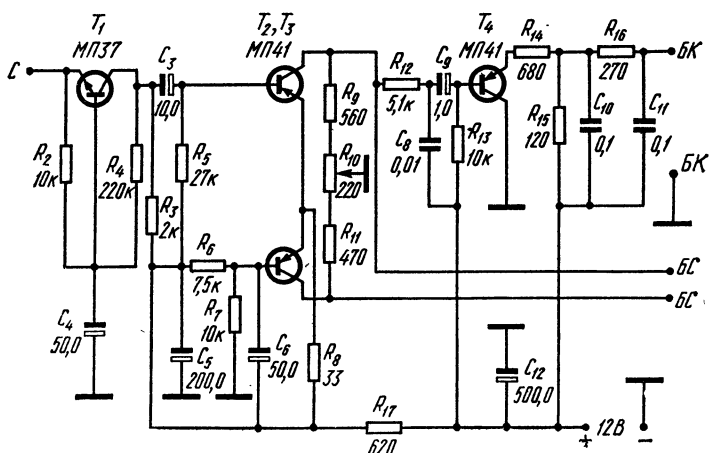 T₁
МП37
T₂, T₃
МП41
T₄
МП41
R₁₄
680
R₁₆
270
БК
С
C₃
10,0
R₁₂
5,1к
C₉
1,0
R₉
560
R₂
10к
R₄
220к
R₅
27к
R₃
2к
R₁₀
220
C₈
0,01
R₁₃
10к
R₁₅
120
C₁₀
0,1
C₁₁
0,1
БК
R₆
7,5к
R₁₁
470
БС
БС
C₄
50,0
R₇
10к
C₅
200,0
C₆
50,0
R₈
33
C₁₂
500,0
R₁₇
620
+ 12В -